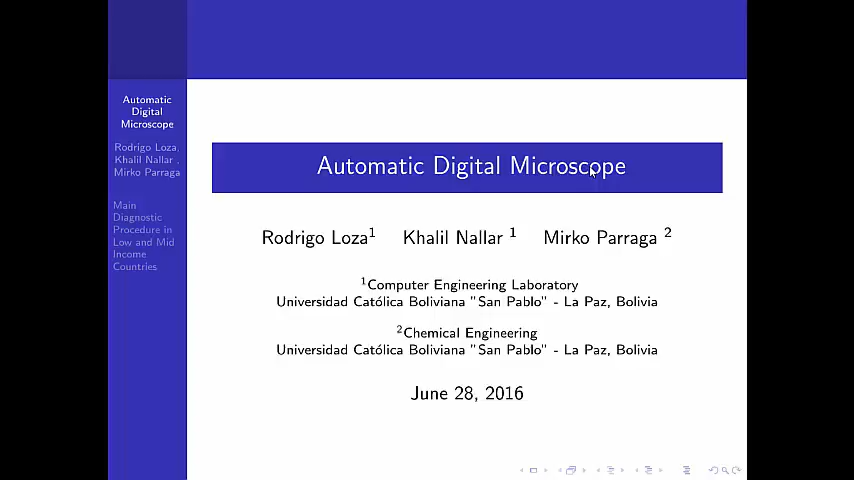 Automatic
Digital
Microscope
Rodrigo Loza,
Khalil Nallar ,
Mirko Parraga
Main
Diagnostic
Procedure in
Low and Mid
Income
Countries
Automatic Digital Microscope
Rodrigo Loza1 Khalil Nallar 1 Mirko Parraga 2
1Computer Engineering Laboratory
Universidad Católica Boliviana "San Pablo" - La Paz, Bolivia
2Chemical Engineering
Universidad Católica Boliviana "San Pablo" - La Paz, Bolivia
June 28, 2016